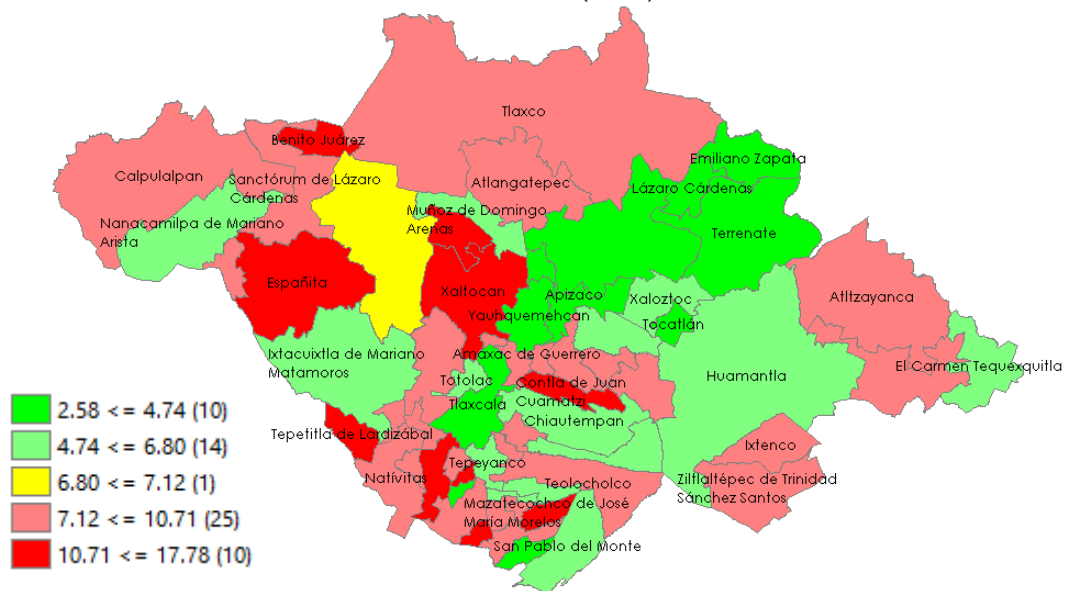 Tlaxco
Benito Juárez
Emiliano Zapata
Calpulalpan
Sanctórum de Lázaro
Cárdenas
Atlangatepec
Lázaro Cárdenas
Nanacamilpa de Mariano
Arista
Muñoz de Domingo
Arenas
Terrenate
Españita
Xaltocan
Apizaco
Xaloztoc
Atltzayanca
Yauhquemehcan
Tocatlán
Ixtacuixtla de Mariano
Matamoros
Amaxac de Guerrero
El Carmen Tequexquitla
Totolac
Contla de Juan
Cuamatzi
Huamantla
Tlaxcala
Chiautempan
Tepetitla de Lardizábal
Ixtenco
Tepeyanco
Natívitas
Teolocholco
Ziltlaltépec de Trinidad
Sánchez Santos
Mazatecochco de José
María Morelos
San Pablo del Monte
2.58 <= 4.74 (10)
4.74 <= 6.80 (14)
6.80 <= 7.12 (1)
7.12 <= 10.71 (25)
10.71 <= 17.78 (10)